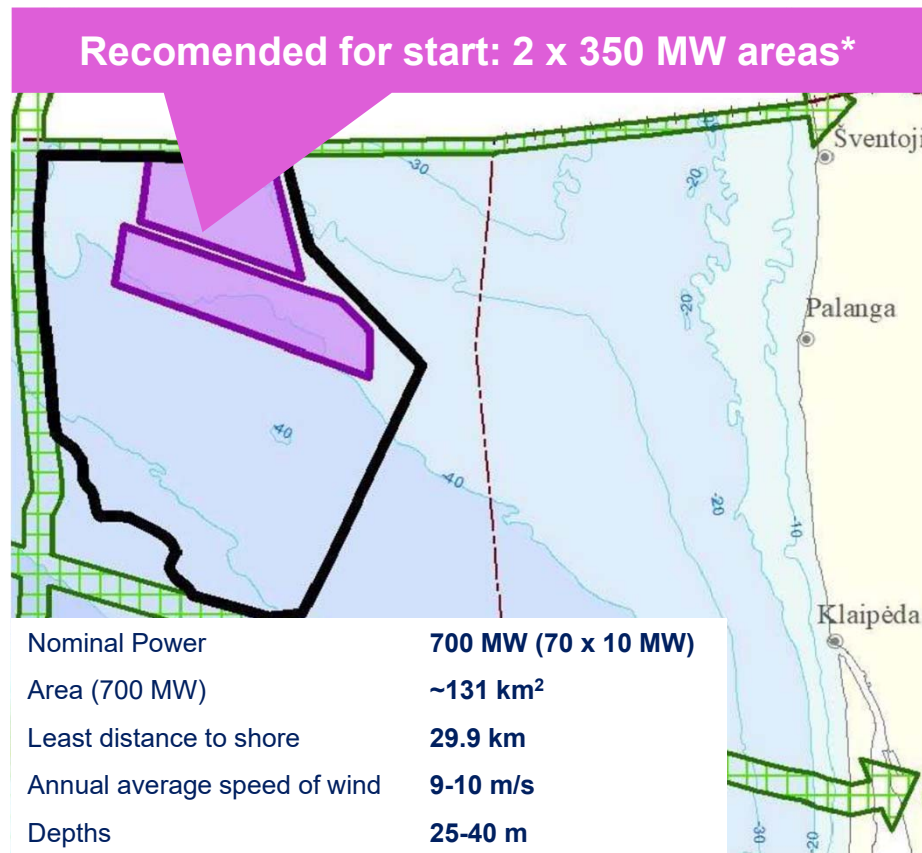 Recomended for start: 2 x 350 MW areas*
Šventoji
-30
-20
-20
Palanga
40
-40
-20
-10
Klaipėda
Nominal Power 700 MW (70 x 10 MW)
Area (700 MW) ~131 km²
Least distance to shore 29.9 km
Annual average speed of wind 9-10 m/s
Depths 25-40 m
-30
-20